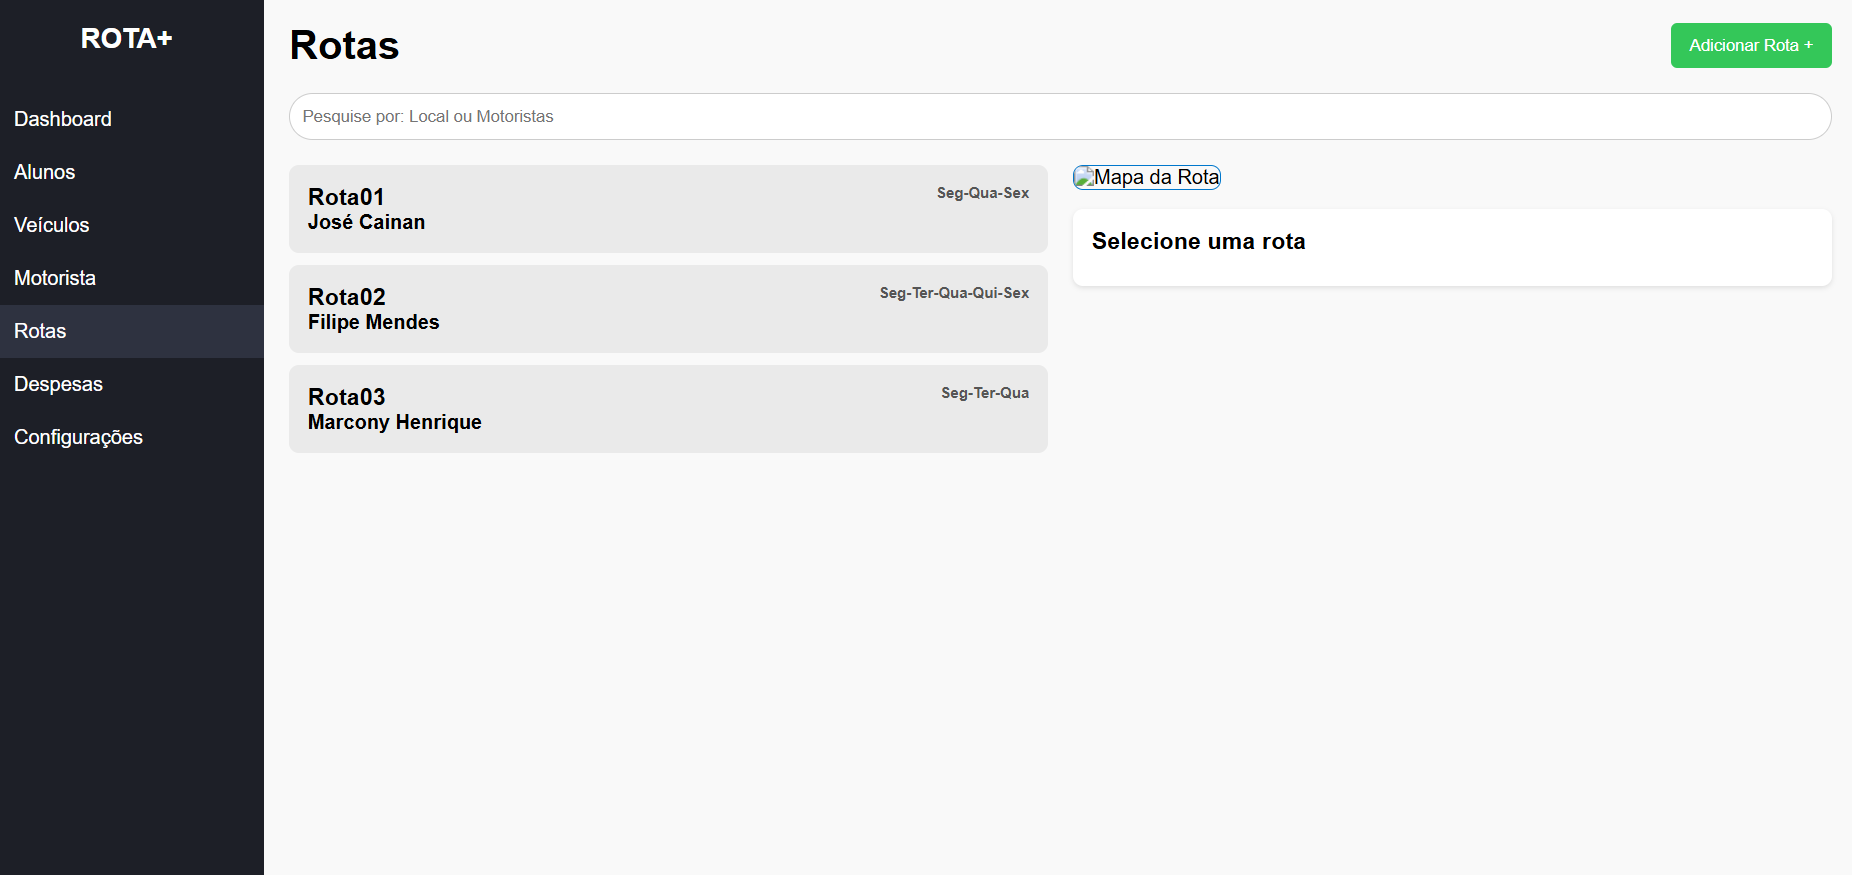 ROTA+
Dashboard
Alunos
Veículos
Motorista
Rotas
Despesas
Configurações
Rotas
Adicionar Rota +
Pesquise por: Local ou Motoristas
Rota01
Seg-Qua-Sex
José Cainan
Rota02
Seg-Ter-Qua-Qui-Sex
Filipe Mendes
Rota03
Seg-Ter-Qua
Marcony Henrique
Mapa da Rota
Selecione uma rota